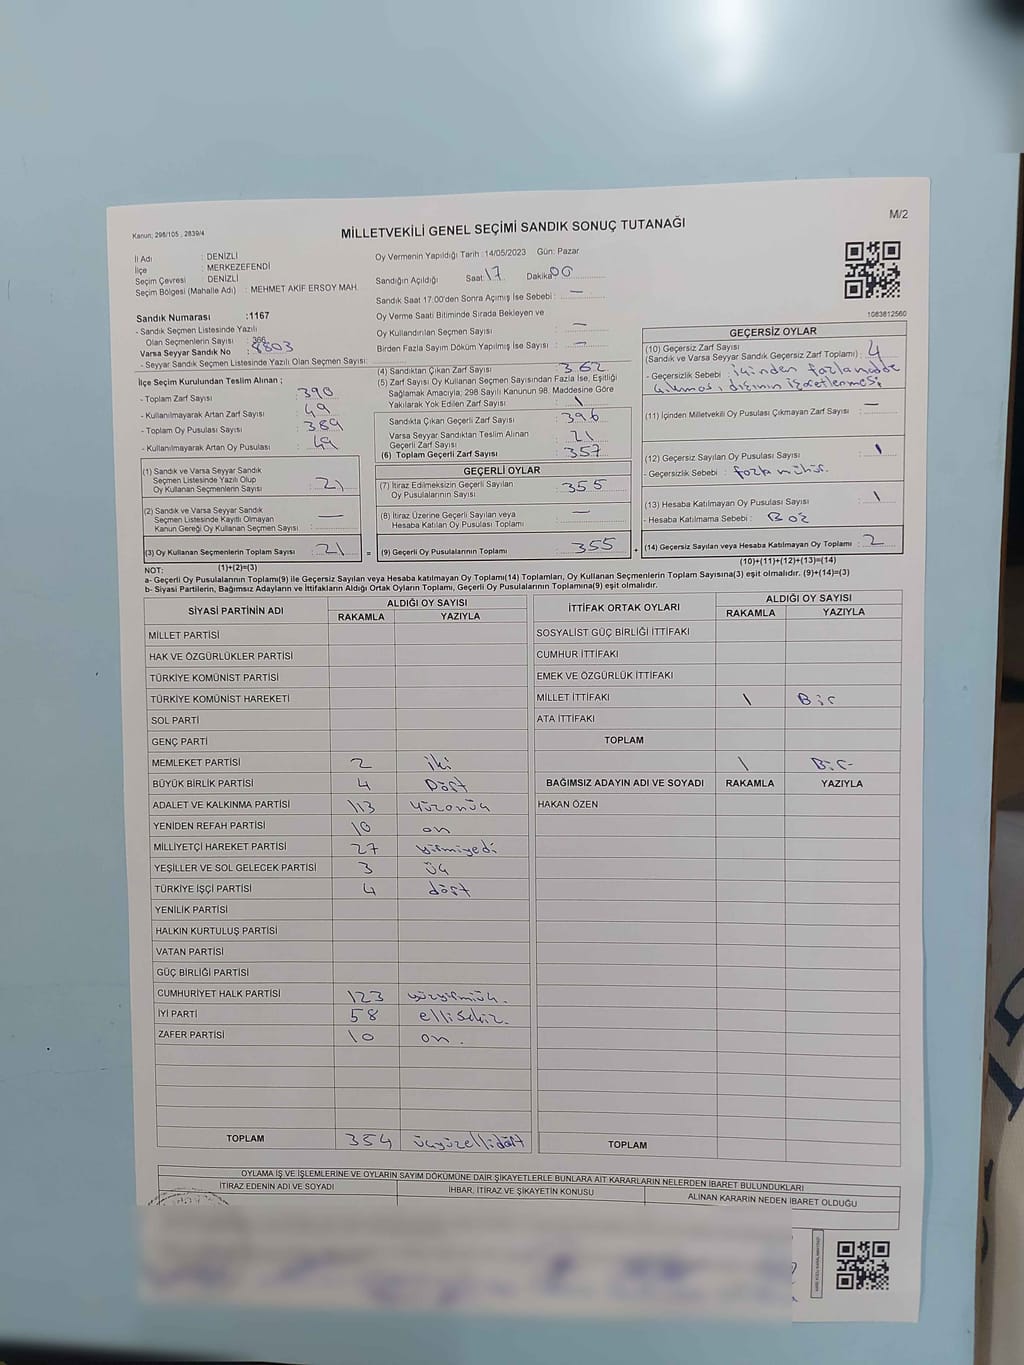 Kanun; 298/105 , 2839/4
MİLLETVEKİLİ GENEL SEÇİMİ SANDIK SONUÇ TUTANAĞI
M/2
İl Adı : DENİZLİ
İlçe : MERKEZEFENDİ
Seçim Çevresi : DENİZLİ
Seçim Bölgesi (Mahalle Adı) : MEHMET AKİF ERSOY MAH.
Oy Vermenin Yapıldığı Tarih : 14/05/2023 Gün: Pazar
Sandığın Açıldığı Saat: 17 Dakika: 00
Sandık Saat 17.00'den Sonra Açımış İse Sebebi : —
Oy Verme Saati Bitiminde Sırada Bekleyen ve
Oy Kullandırılan Seçmen Sayısı : —
Birden Fazla Sayım Döküm Yapılmış İse Sayısı : —
1083812560
Sandık Numarası :1167
- Sandık Seçmen Listesinde Yazılı
Olan Seçmenlerin Sayısı : 366
Varsa Seyyar Sandık No : 8803
- Seyyar Sandık Seçmen Listesinde Yazılı Olan Seçmen Sayısı:
İlçe Seçim Kurulundan Teslim Alınan ;
- Toplam Zarf Sayısı : 390
- Kullanılmayarak Artan Zarf Sayısı : 49
- Toplam Oy Pusulası Sayısı : 389
- Kullanılmayarak Artan Oy Pusulası : 49
(4) Sandıktan Çıkan Zarf Sayısı : 362
(5) Zarf Sayısı Oy Kullanan Seçmen Sayısından Fazla İse, Eşitliği
Sağlamak Amacıyla; 298 Sayılı Kanunun 98. Maddesine Göre
Yakılarak Yok Edilen Zarf Sayısı : 1
Sandıkta Çıkan Geçerli Zarf Sayısı : 396
Varsa Seyyar Sandıktan Teslim Alınan
Geçerli Zarf Sayısı : 21
(6) Toplam Geçerli Zarf Sayısı : 357
GEÇERSİZ OYLAR
(10) Geçersiz Zarf Sayısı
(Sandık ve Varsa Seyyar Sandık Geçersiz Zarf Toplamı) : 4
- Geçersizlik Sebebi : içinden fazla madde
çıkması, dışının işaretlenmesi
(11) İçinden Milletvekili Oy Pusulası Çıkmayan Zarf Sayısı : —
(12) Geçersiz Sayılan Oy Pusulası Sayısı : 1
- Geçersizlik Sebebi : fazla mühür.
(13) Hesaba Katılmayan Oy Pusulası Sayısı : 1
- Hesaba Katılmama Sebebi : Boş
(14) Geçersiz Sayılan veya Hesaba Katılmayan Oy Toplamı : 2
(10)+(11)+(12)+(13)=(14)
(1) Sandık ve Varsa Seyyar Sandık
Seçmen Listesinde Yazılı Olup
Oy Kullanan Seçmenlerin Sayısı : 21
(2) Sandık ve Varsa Seyyar Sandık
Seçmen Listesinde Kayıtlı Olmayan
Kanun Gereği Oy Kullanan Seçmen Sayısı : —
(3) Oy Kullanan Seçmenlerin Toplam Sayısı : 21 =
(1)+(2)=(3)
GEÇERLİ OYLAR
(7) İtiraz Edilmeksizin Geçerli Sayılan
Oy Pusulalarının Sayısı : 355
(8) İtiraz Üzerine Geçerli Sayılan veya
Hesaba Katılan Oy Pusulası Toplamı : —
(9) Geçerli Oy Pusulalarının Toplamı : 355 +
NOT:
a- Geçerli Oy Pusulalarının Toplamı(9) ile Geçersiz Sayılan veya Hesaba katılmayan Oy Toplamı(14) Toplamları, Oy Kullanan Seçmenlerin Toplam Sayısına(3) eşit olmalıdır. (9)+(14)=(3)
b- Siyasi Partilerin, Bağımsız Adayların ve İttifakların Aldığı Ortak Oyların Toplamı, Geçerli Oy Pusulalarının Toplamına(9) eşit olmalıdır.
SİYASİ PARTİNİN ADI ALDIĞI OY SAYISI
RAKAMLA YAZIYLA
MİLLET PARTİSİ
HAK VE ÖZGÜRLÜKLER PARTİSİ
TÜRKİYE KOMÜNİST PARTİSİ
TÜRKİYE KOMÜNİST HAREKETİ
SOL PARTİ
GENÇ PARTİ
MEMLEKET PARTİSİ 2 iki
BÜYÜK BİRLİK PARTİSİ 4 Dört
ADALET VE KALKINMA PARTİSİ 113 yüzonüç
YENİDEN REFAH PARTİSİ 10 on
MİLLİYETÇİ HAREKET PARTİSİ 27 yirmiyedi
YEŞİLLER VE SOL GELECEK PARTİSİ 3 üç
TÜRKİYE İŞÇİ PARTİSİ 4 dört
YENİLİK PARTİSİ
HALKIN KURTULUŞ PARTİSİ
VATAN PARTİSİ
GÜÇ BİRLİĞİ PARTİSİ
CUMHURİYET HALK PARTİSİ 123 yüzyirmiüç.
İYİ PARTİ 58 ellisekiz.
ZAFER PARTİSİ 10 on.
TOPLAM 354 üçyüzellidört
İTTİFAK ORTAK OYLARI ALDIĞI OY SAYISI
RAKAMLA YAZIYLA
SOSYALİST GÜÇ BİRLİĞİ İTTİFAKI
CUMHUR İTTİFAKI
EMEK VE ÖZGÜRLÜK İTTİFAKI
MİLLET İTTİFAKI 1 Bir
ATA İTTİFAKI
TOPLAM 1 Bir
BAĞIMSIZ ADAYIN ADI VE SOYADI RAKAMLA YAZIYLA
HAKAN ÖZEN
TOPLAM
OYLAMA İŞ VE İŞLEMLERİNE VE OYLARIN SAYIM DÖKÜMÜNE DAİR ŞİKAYETLERLE BUNLARA AİT KARARLARIN NELERDEN İBARET BULUNDUKLARI
İTİRAZ EDENİN ADI VE SOYADI İHBAR, İTİRAZ VE ŞİKAYETİN KONUSU ALINAN KARARIN NEDEN İBARET OLDUĞU